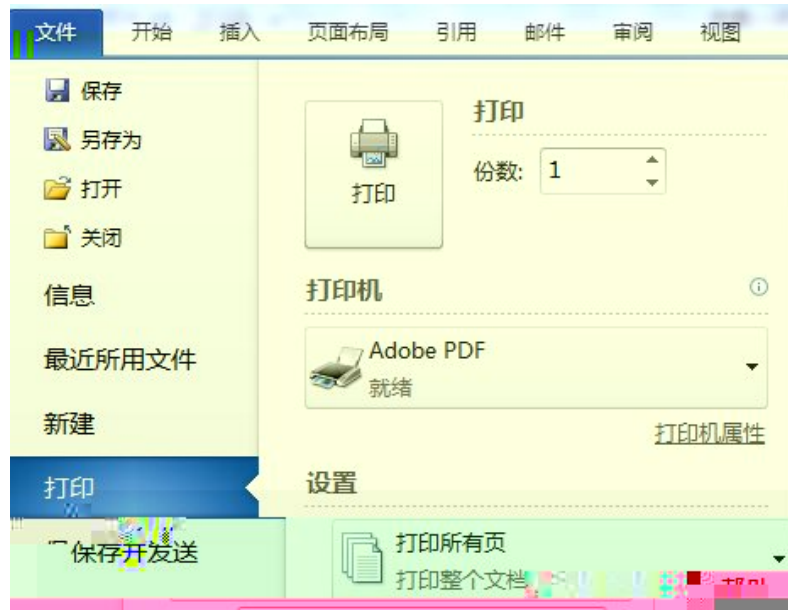 文件 开始 插入 页面布局 引用 邮件 审阅 视图
保存
另存为
打开
关闭
信息
最近所用文件
新建
打印
保存并发送
打印
打印
份数: 1
打印机
Adobe PDF
就绪
打印机属性
设置
打印所有页
打印整个文档